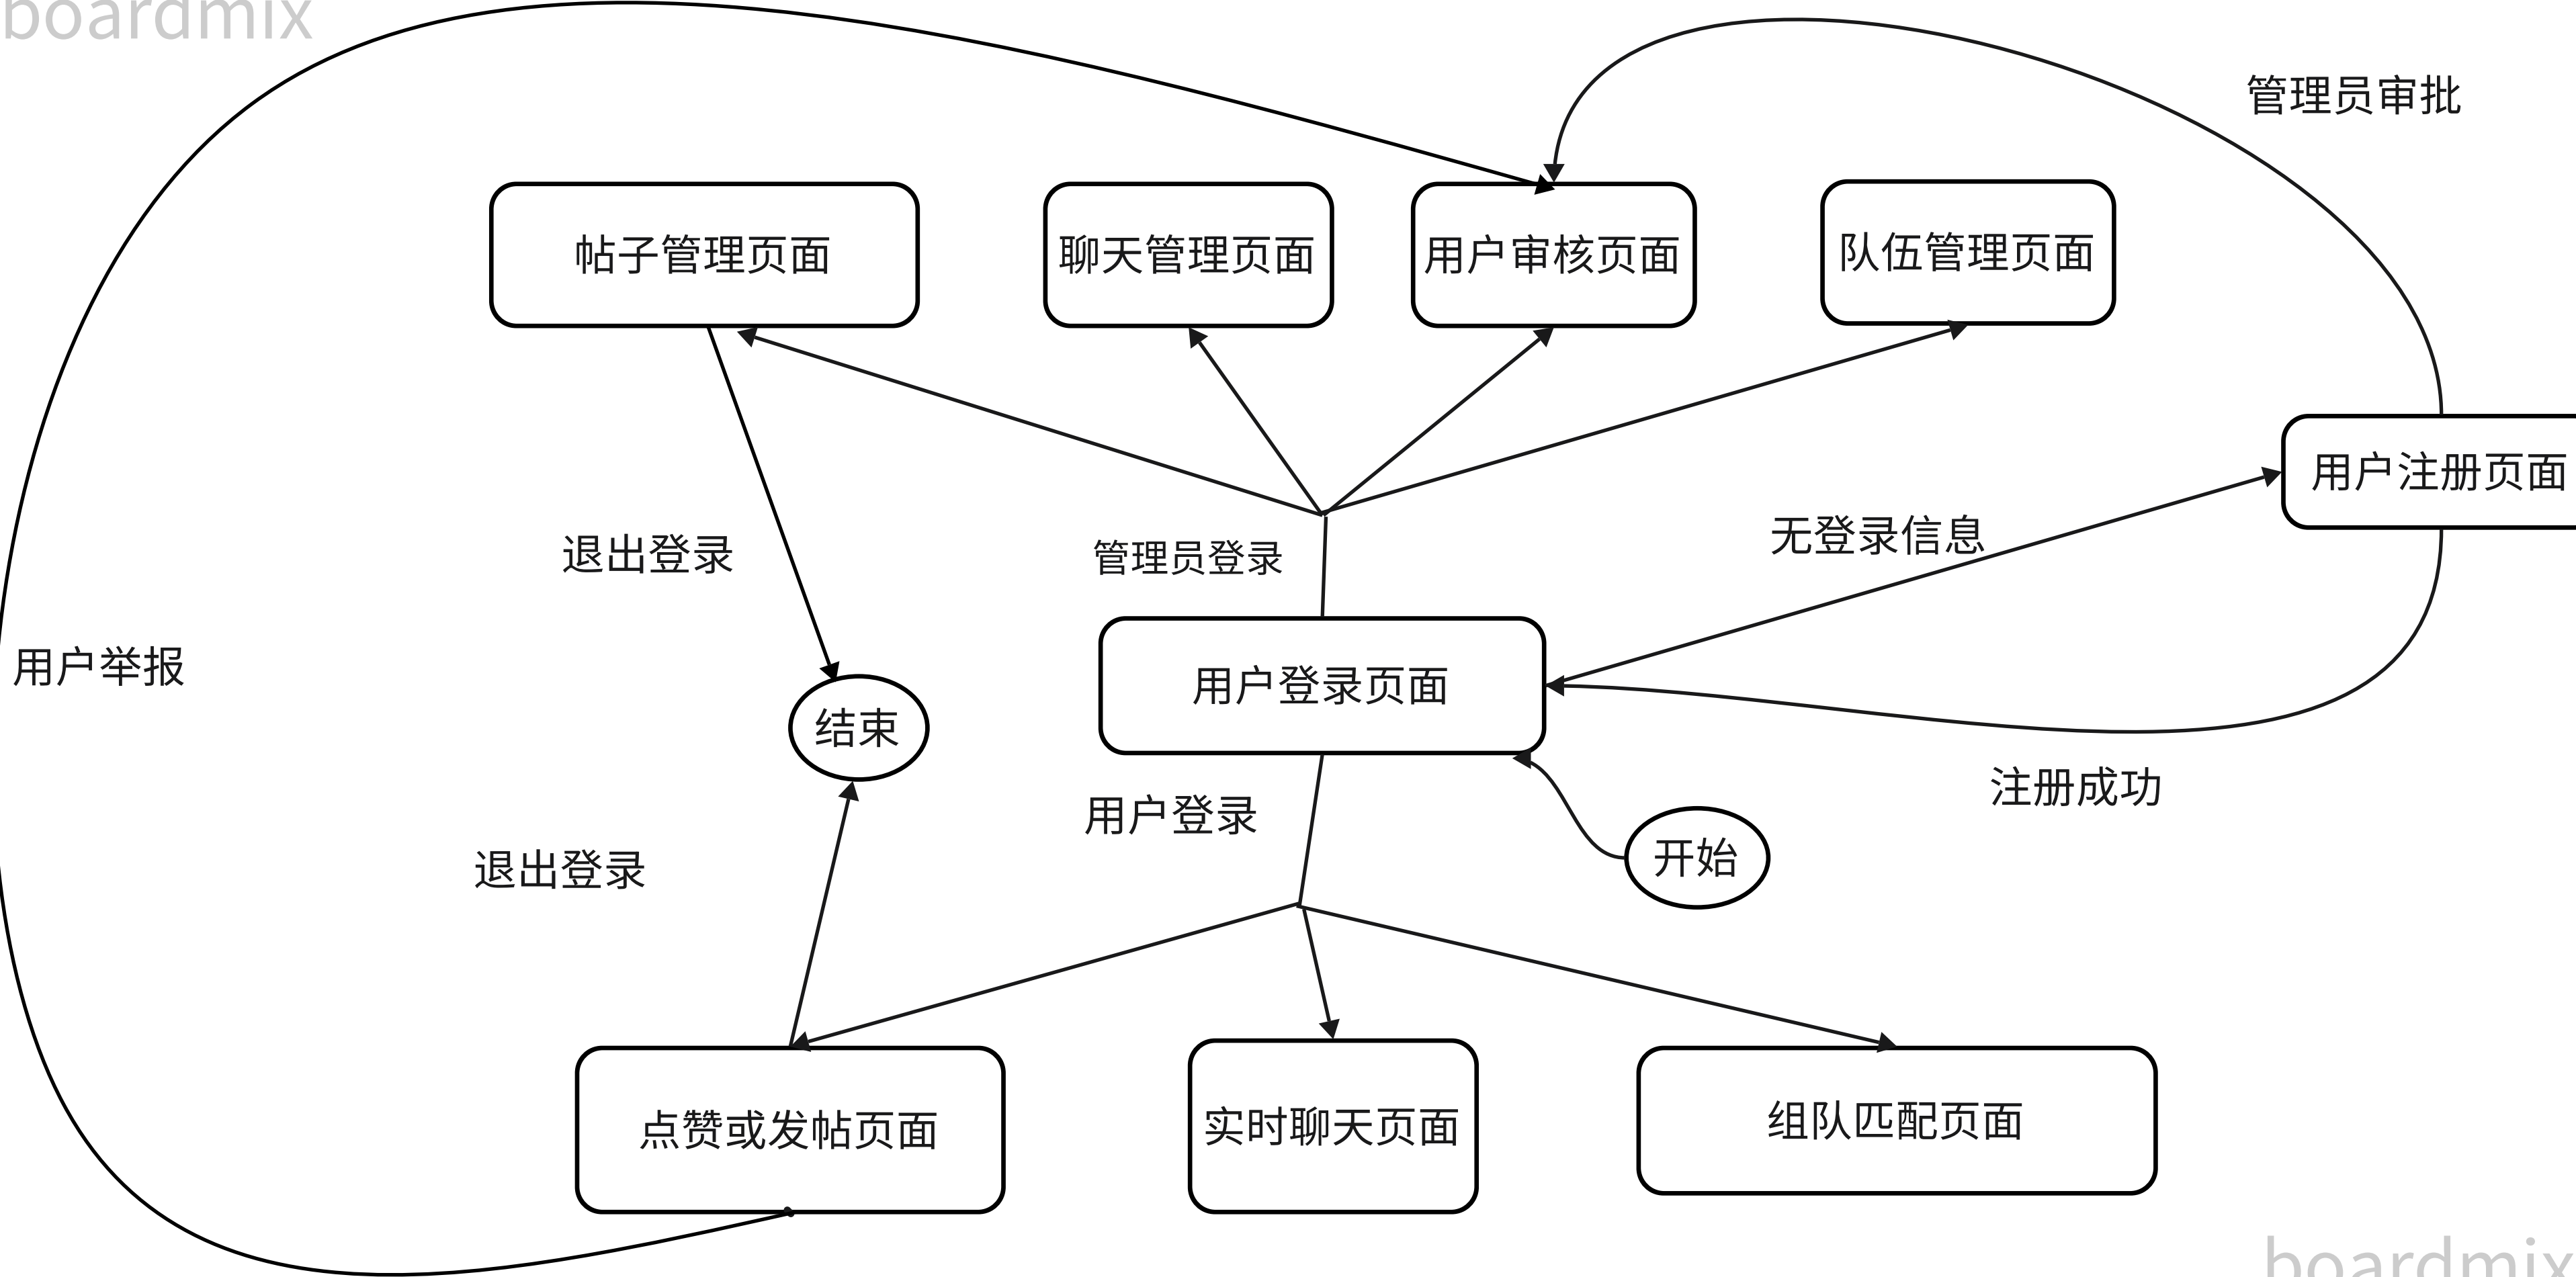 boardmix
管理员审批
帖子管理页面
聊天管理页面
用户审核页面
队伍管理页面
用户注册页面
无登录信息
退出登录
管理员登录
用户举报
用户登录页面
结束
注册成功
用户登录
开始
退出登录
点赞或发帖页面
实时聊天页面
组队匹配页面
boardmix